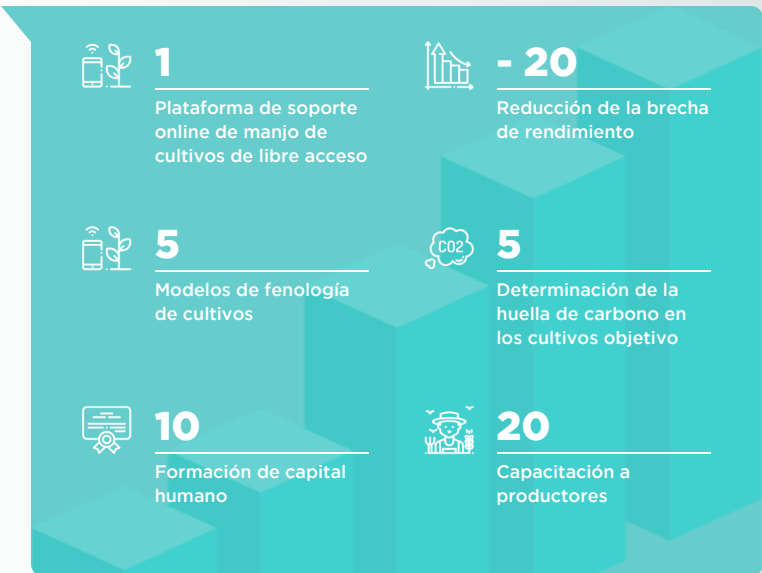 1
Plataforma de soporte
online de manjo de
cultivos de libre acceso
- 20
Reducción de la brecha
de rendimiento
5
Modelos de fenología
de cultivos
CO2
5
Determinación de la
huella de carbono en
los cultivos objetivo
10
Formación de capital
humano
20
Capacitación a
productores